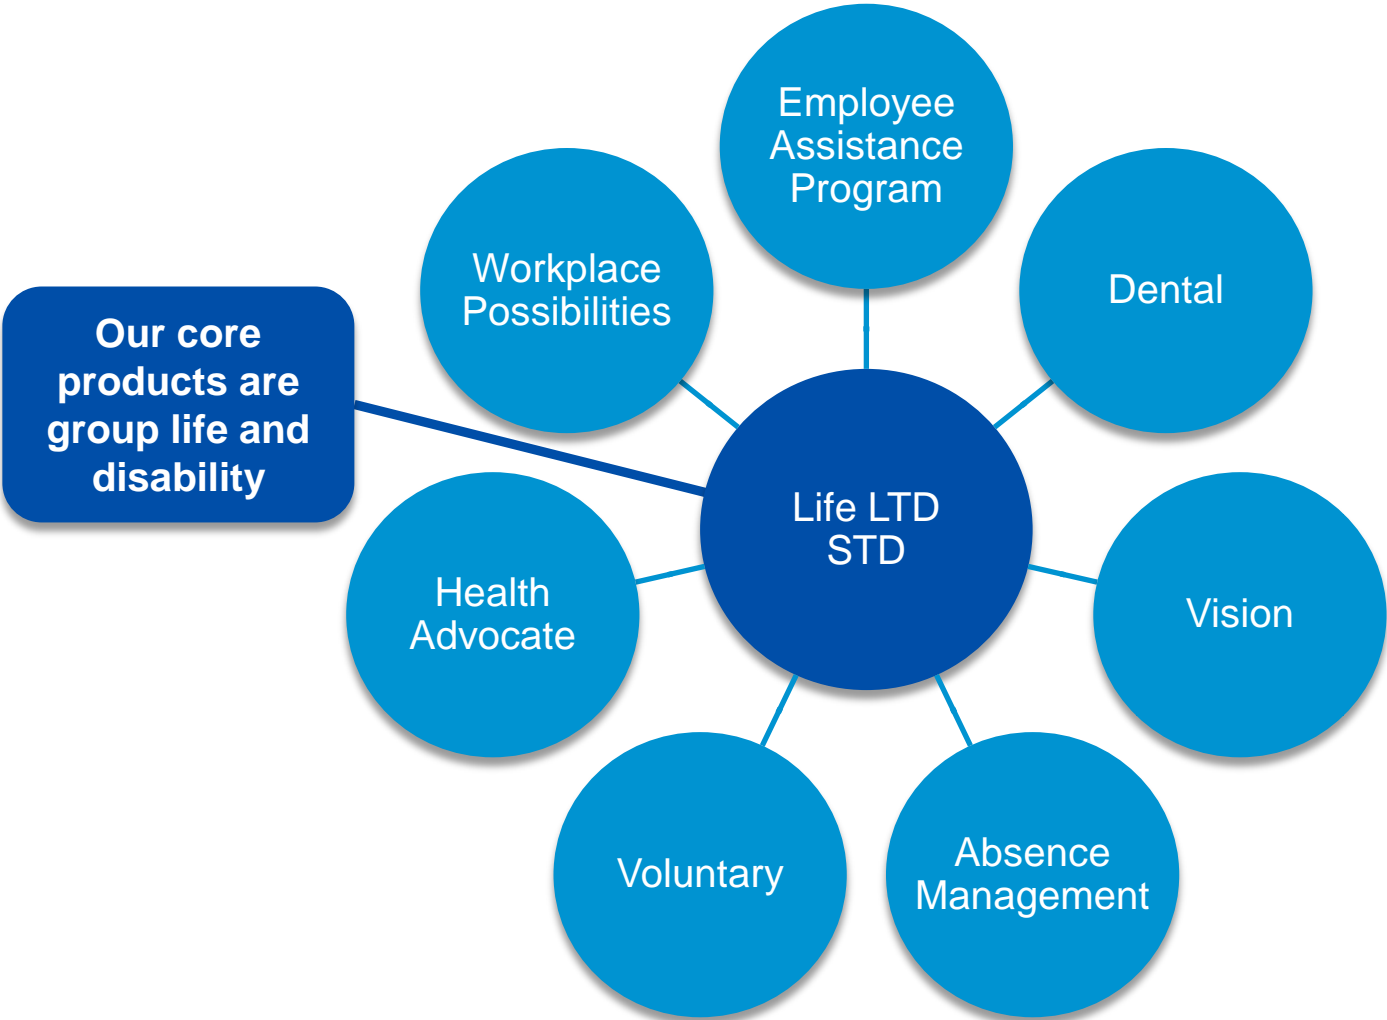 Employee
Assistance
Program
Workplace
Possibilities
Dental
Our core
products are
group life and
disability
Life LTD
STD
Health
Advocate
Vision
Voluntary
Absence
Management